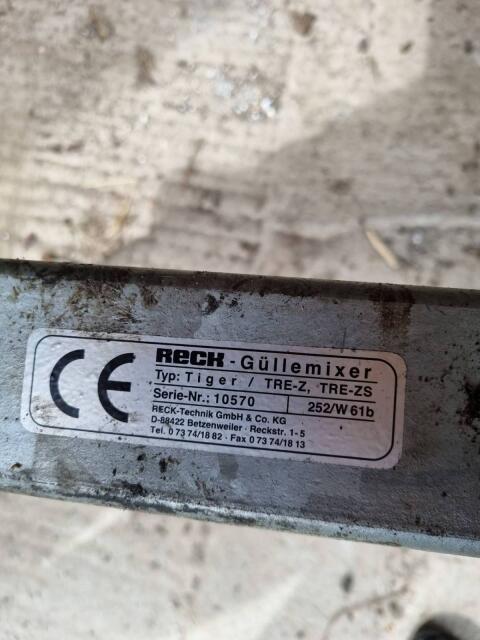 CE
RECK - Güllemixer
Typ: Tiger / TRE-Z, TRE-ZS
Serie-Nr.: 10570 252/W 61b
RECK-Technik GmbH & Co. KG
D-88422 Betzenweiler · Reckstr. 1-5
Tel. 0 73 74/18 82 · Fax 0 73 74/18 13